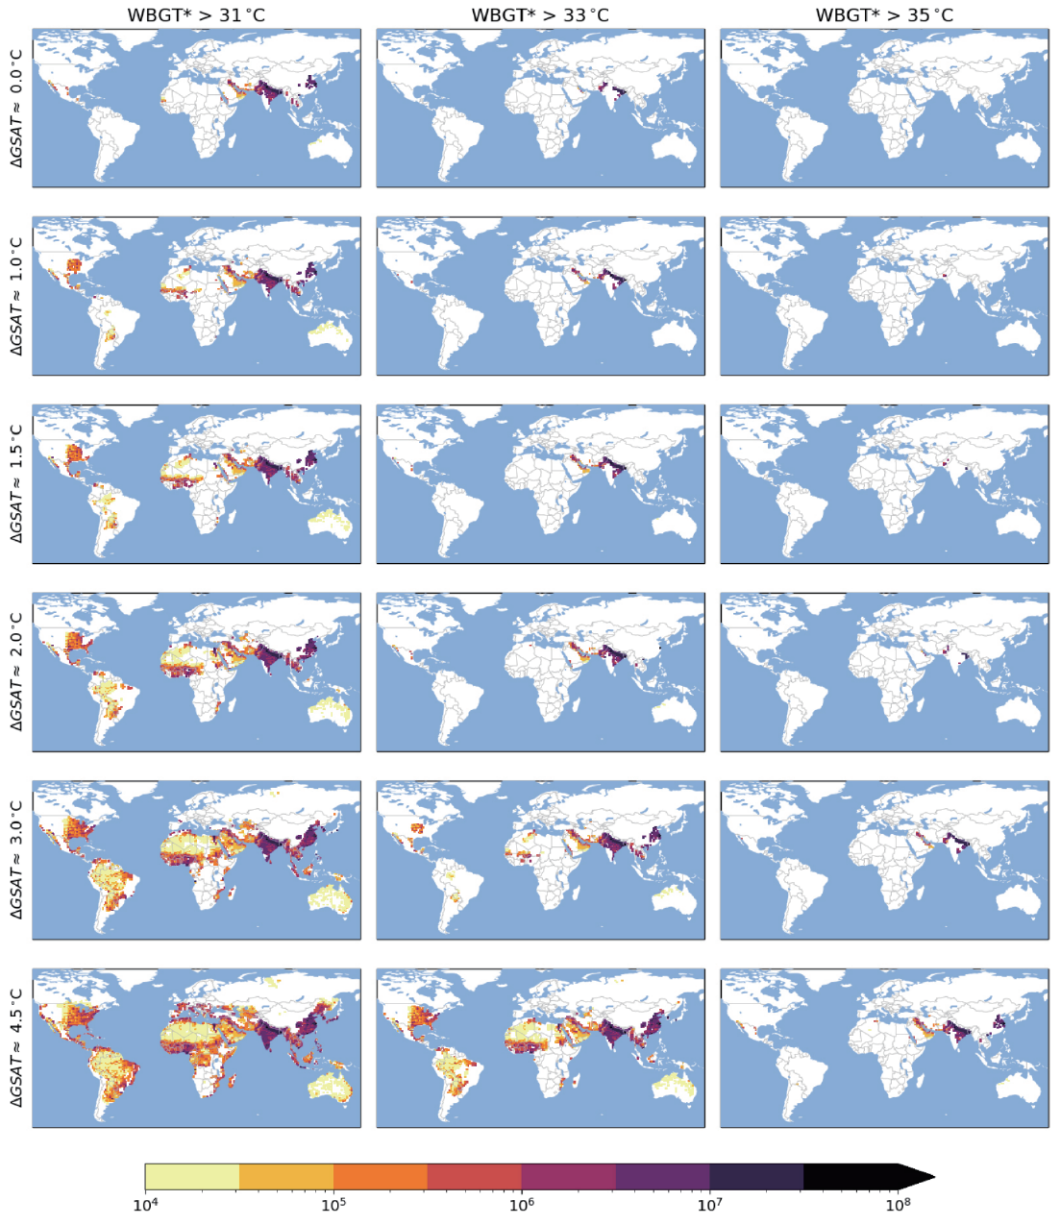 WBGT* > 31°C
WBGT* > 33°C
WBGT* > 35°C
ΔGSAT ≈ 0.0°C
ΔGSAT ≈ 1.0°C
ΔGSAT ≈ 1.5°C
ΔGSAT ≈ 2.0°C
ΔGSAT ≈ 3.0°C
ΔGSAT ≈ 4.5°C
10⁴ 10⁵ 10⁶ 10⁷ 10⁸